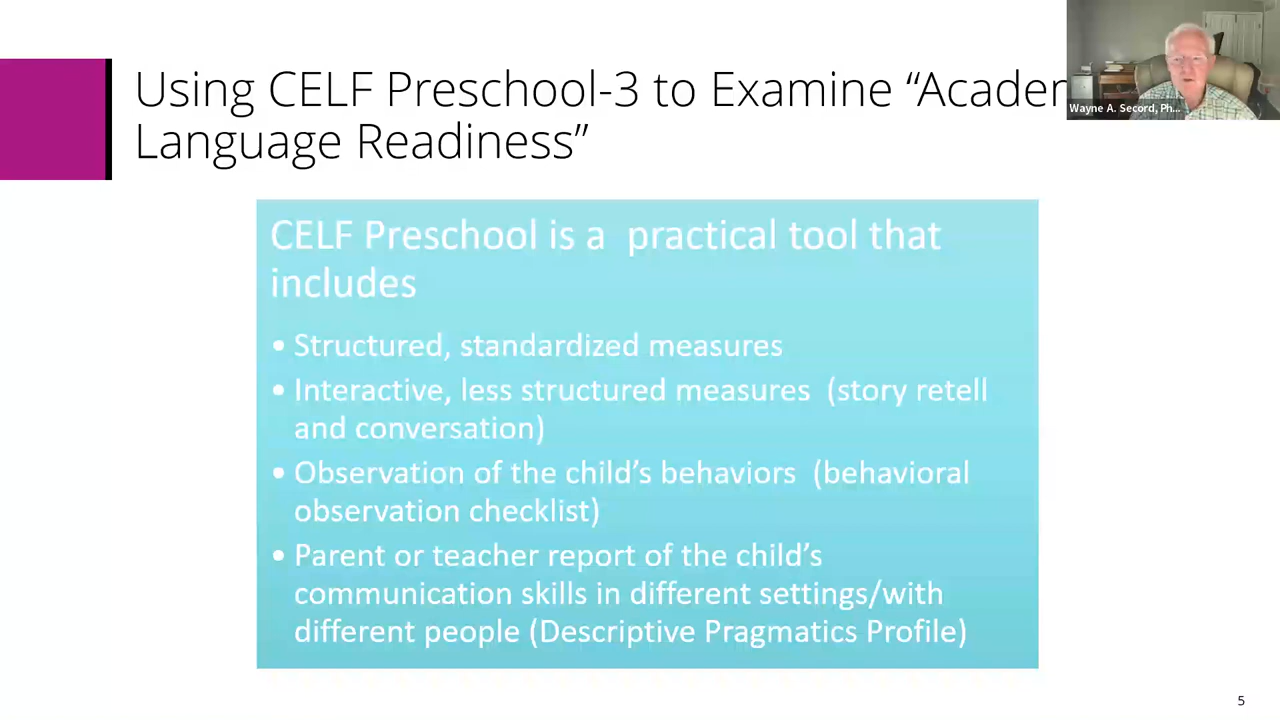 Using CELF Preschool-3 to Examine “Academ
Language Readiness”
Wayne A. Secord, Ph...
CELF Preschool is a practical tool that
includes
• Structured, standardized measures
• Interactive, less structured measures (story retell
and conversation)
• Observation of the child’s behaviors (behavioral
observation checklist)
• Parent or teacher report of the child’s
communication skills in different settings/with
different people (Descriptive Pragmatics Profile)
5